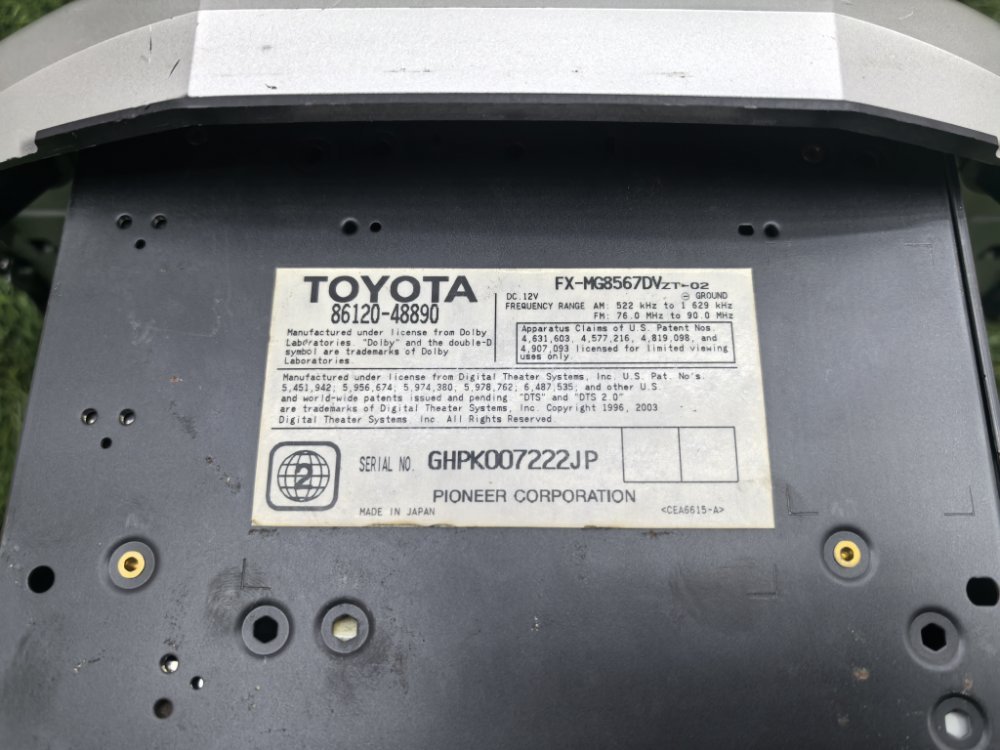 TOYOTA
86120-48890
Manufactured under license from Dolby
Laboratories. "Dolby" and the double-D
symbol are trademarks of Dolby
Laboratories.
FX-MG8567DVZT-02
DC 12V ⊖ GROUND
FREQUENCY RANGE AM: 522 kHz to 1 629 kHz
FM: 76.0 MHz to 90.0 MHz
Apparatus Claims of U.S. Patent Nos.
4,631,603, 4,577,216, 4,819,098, and
4,907,093 licensed for limited viewing
uses only.
Manufactured under license from Digital Theater Systems, Inc. U.S. Pat. No's.
5,451,942; 5,956,674; 5,974,380; 5,978,762; 6,487,535; and other U.S.
and world-wide patents issued and pending "DTS" and "DTS 2.0"
are trademarks of Digital Theater Systems, Inc. Copyright 1996, 2003
Digital Theater Systems, Inc. All Rights Reserved.
2
SERIAL NO. GHPK007222JP
PIONEER CORPORATION
MADE IN JAPAN
<CEA6615-A>